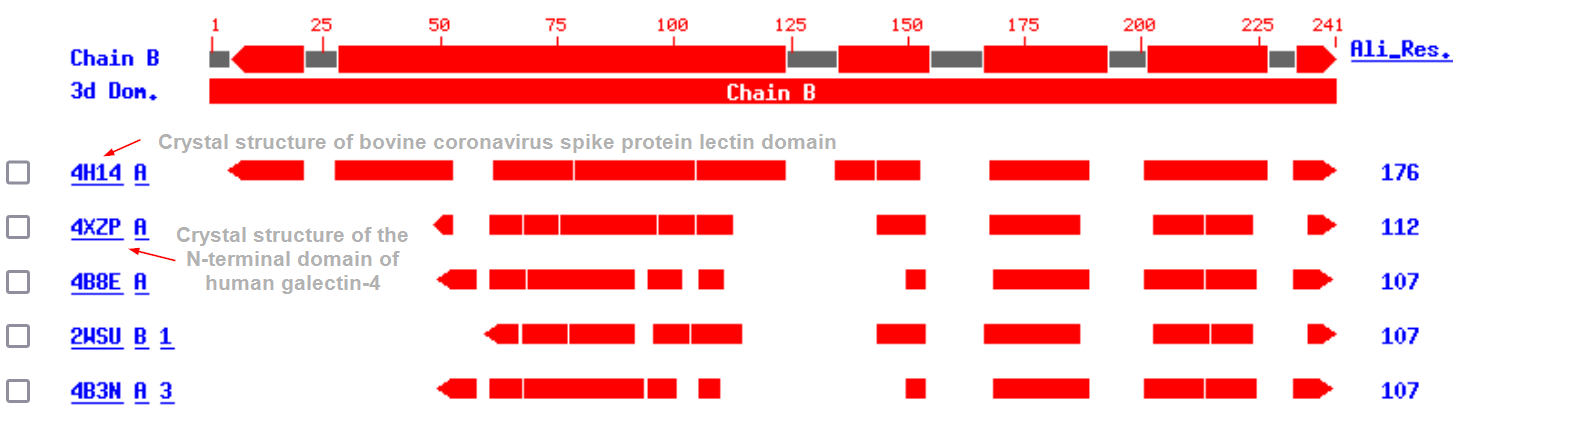 1 25 50 75 100 125 150 175 200 225 241
Chain B Ali_Res.
3d Dom. Chain B
Crystal structure of bovine coronavirus spike protein lectin domain
4H14 A 176
4XZP A 112
Crystal structure of the
N-terminal domain of
human galectin-4
4B8E A 107
2WSU B 1 107
4B3N A 3 107